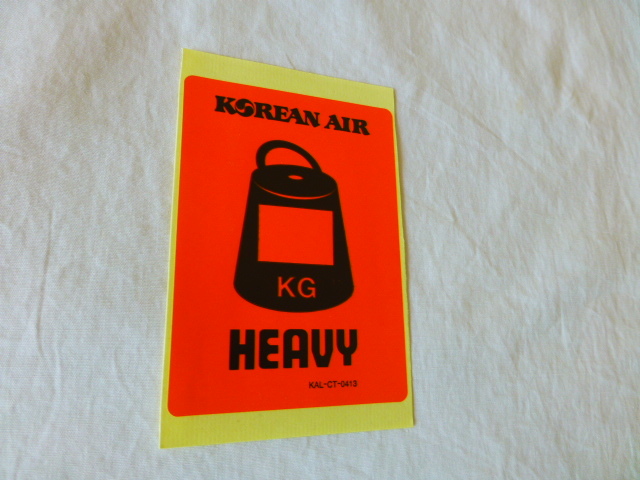 KOREAN AIR
KG
HEAVY
KAL-CT-0413